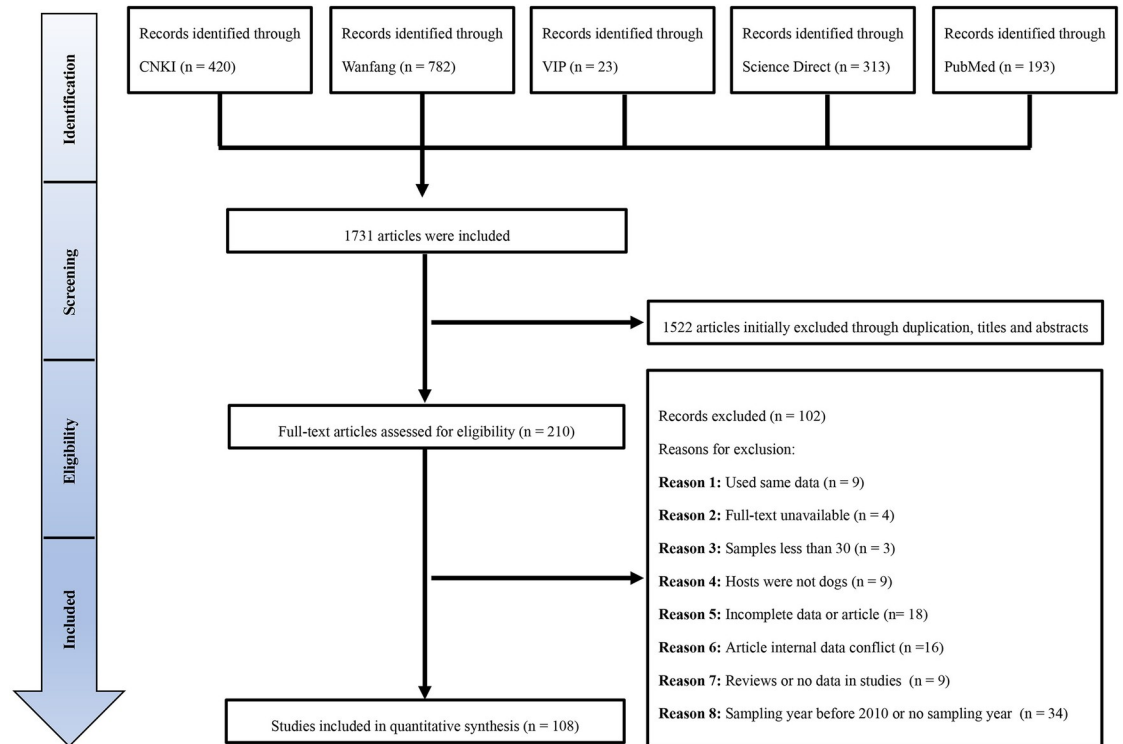 Records identified through
CNKI (n = 420)
Records identified through
Wanfang (n = 782)
Records identified through
VIP (n = 23)
Records identified through
Science Direct (n = 313)
Records identified through
PubMed (n = 193)
Identification
1731 articles were included
Screening
1522 articles initially excluded through duplication, titles and abstracts
Eligibility
Full-text articles assessed for eligibility (n = 210)
Records excluded (n = 102)
Reasons for exclusion:
Reason 1: Used same data (n = 9)
Reason 2: Full-text unavailable (n = 4)
Reason 3: Samples less than 30 (n = 3)
Reason 4: Hosts were not dogs (n = 9)
Reason 5: Incomplete data or article (n= 18)
Reason 6: Article internal data conflict (n =16)
Reason 7: Reviews or no data in studies (n = 9)
Reason 8: Sampling year before 2010 or no sampling year (n = 34)
Included
Studies included in quantitative synthesis (n = 108)